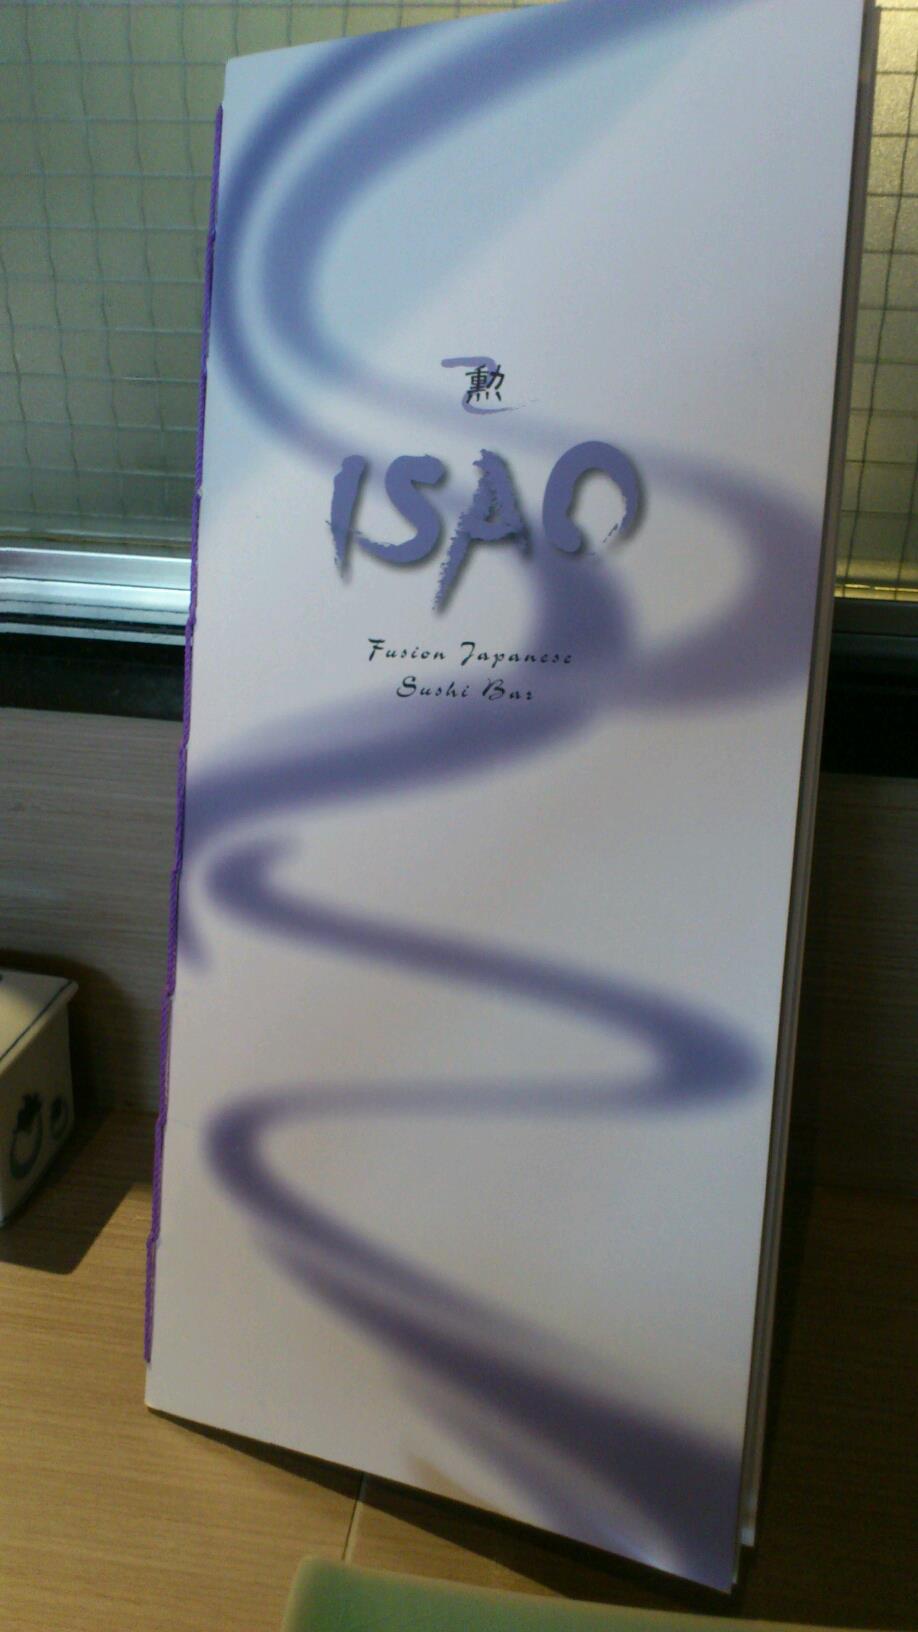 勲
ISAO
Fusion Japanese
Sushi Bar